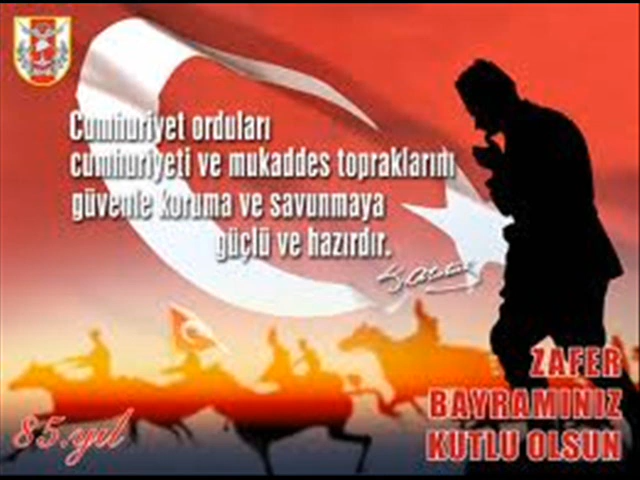 Cumhuriyet orduları
cumhuriyeti ve mukaddes topraklarını
güvenle koruma ve savunmaya
güçlü ve hazırdır.
ZAFER
BAYRAMINIZ
KUTLU OLSUN
85.yıl